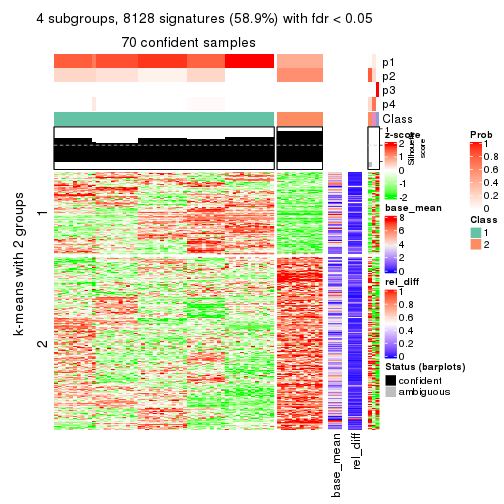 4 subgroups, 8128 signatures (58.9%) with fdr < 0.05
70 confident samples
p1
p2
p3
p4
Class
1
Silhouette
score
k-means with 2 groups
1
2
base_mean
rel_diff
z-score
2
1
0
-1
-2
base_mean
8
6
4
2
0
rel_diff
1
0.8
0.6
0.4
0.2
0
Status (barplots)
confident
ambiguous
Prob
1
0.8
0.6
0.4
0.2
0
Class
1
2